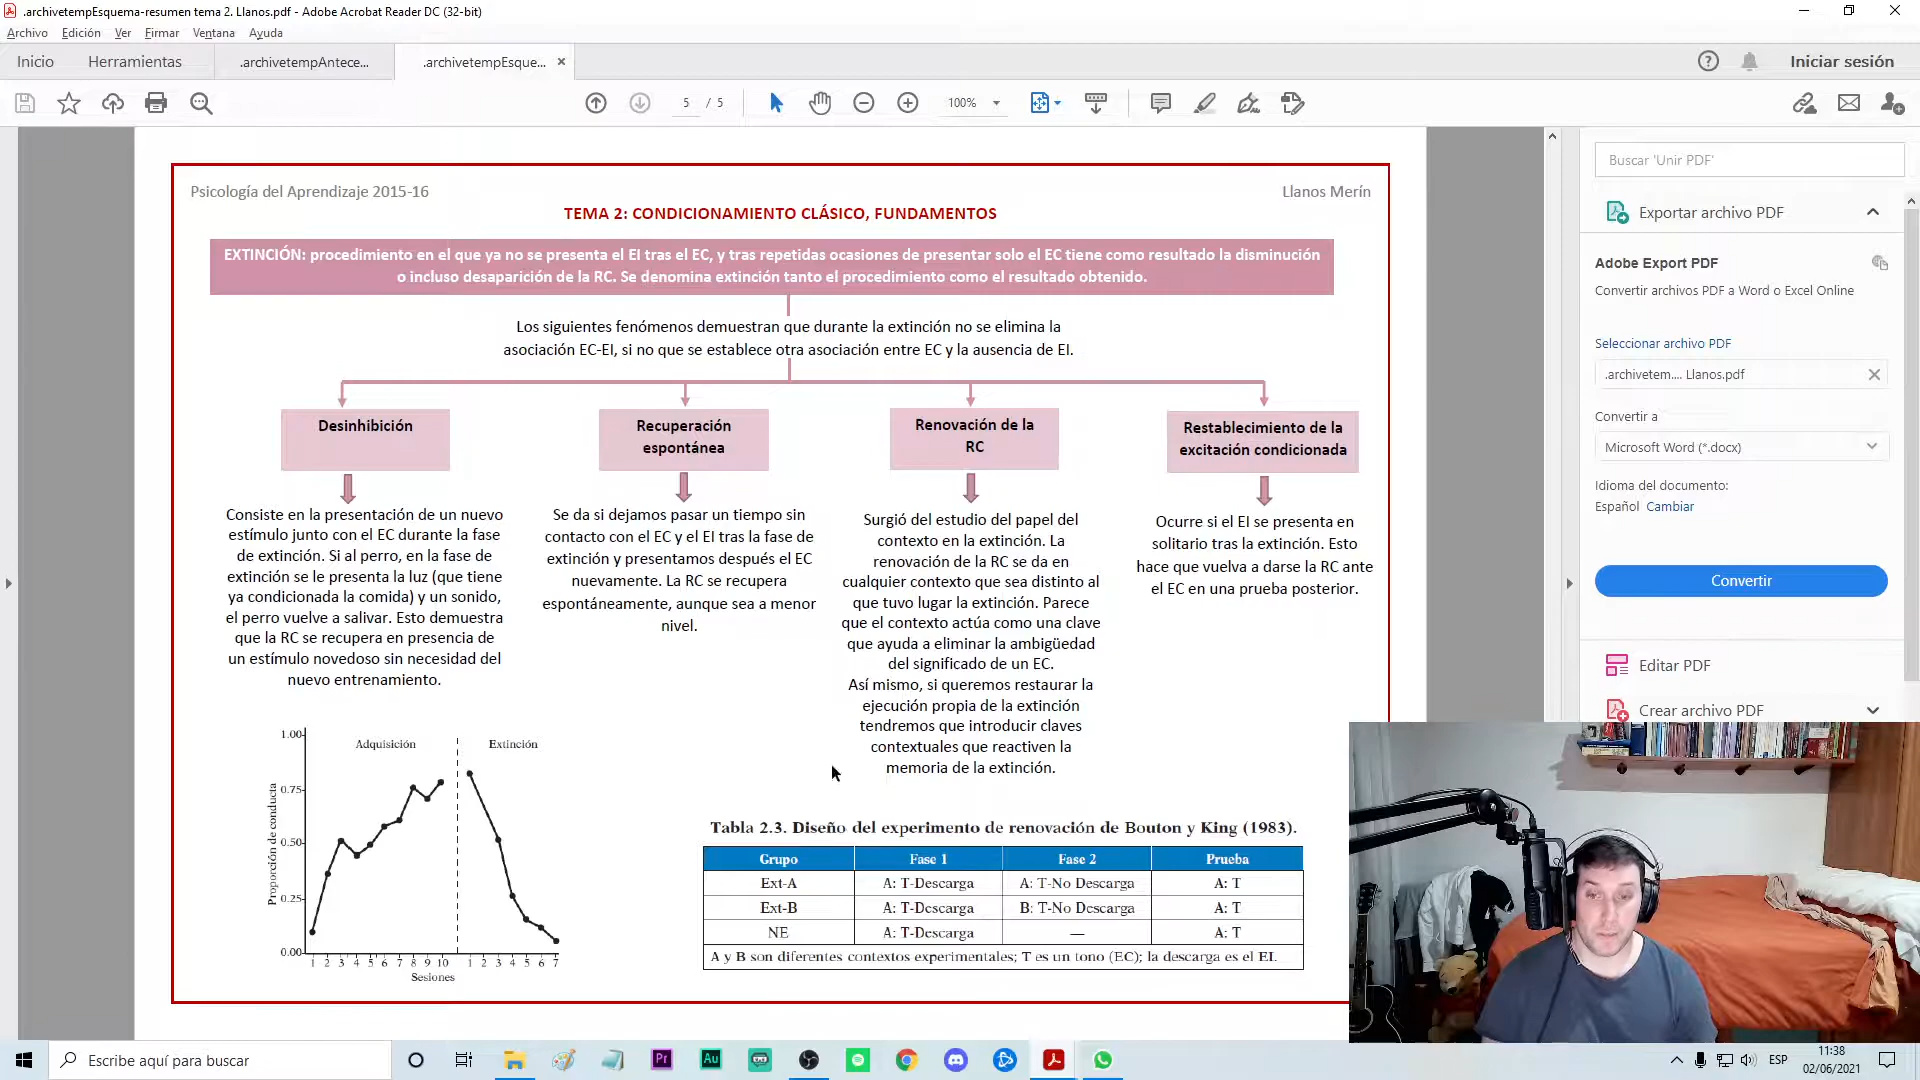 .archivetempEsquema-resumen tema 2. Llanos.pdf - Adobe Acrobat Reader DC (32-bit)
Archivo Edición Ver Firmar Ventana Ayuda
Inicio Herramientas .archivetempAntece... .archivetempEsque... Iniciar sesión
5 / 5 100%
Buscar 'Unir PDF'
Exportar archivo PDF
Adobe Export PDF
Convertir archivos PDF a Word o Excel Online
Seleccionar archivo PDF
.archivetem.... Llanos.pdf
Convertir a
Microsoft Word (*.docx)
Idioma del documento:
Español Cambiar
Convertir
Editar PDF
Crear archivo PDF
Psicología del Aprendizaje 2015-16 Llanos Merín
TEMA 2: CONDICIONAMIENTO CLÁSICO, FUNDAMENTOS
EXTINCIÓN: procedimiento en el que ya no se presenta el EI tras el EC, y tras repetidas ocasiones de presentar solo el EC tiene como resultado la disminución
o incluso desaparición de la RC. Se denomina extinción tanto el procedimiento como el resultado obtenido.
Los siguientes fenómenos demuestran que durante la extinción no se elimina la
asociación EC-EI, si no que se establece otra asociación entre EC y la ausencia de EI.
Desinhibición
Consiste en la presentación de un nuevo
estímulo junto con el EC durante la fase
de extinción. Si al perro, en la fase de
extinción se le presenta la luz (que tiene
ya condicionada la comida) y un sonido,
el perro vuelve a salivar. Esto demuestra
que la RC se recupera en presencia de
un estímulo novedoso sin necesidad del
nuevo entrenamiento.
Recuperación
espontánea
Se da si dejamos pasar un tiempo sin
contacto con el EC y el EI tras la fase de
extinción y presentamos después el EC
nuevamente. La RC se recupera
espontáneamente, aunque sea a menor
nivel.
Renovación de la
RC
Surgió del estudio del papel del
contexto en la extinción. La
renovación de la RC se da en
cualquier contexto que sea distinto al
que tuvo lugar la extinción. Parece
que el contexto actúa como una clave
que ayuda a eliminar la ambigüedad
del significado de un EC.
Así mismo, si queremos restaurar la
ejecución propia de la extinción
tendremos que introducir claves
contextuales que reactiven la
memoria de la extinción.
Restablecimiento de la
excitación condicionada
Ocurre si el EI se presenta en
solitario tras la extinción. Esto
hace que vuelva a darse la RC ante
el EC en una prueba posterior.
Adquisición Extinción
Proporción de conducta
1.00
0.75
0.50
0.25
0.00
1 2 3 4 5 6 7 8 9 10 1 2 3 4 5 6 7
Sesiones
Tabla 2.3. Diseño del experimento de renovación de Bouton y King (1983).
Grupo Fase 1 Fase 2 Prueba
Ext-A A: T-Descarga A: T-No Descarga A: T
Ext-B A: T-Descarga B: T-No Descarga A: T
NE A: T-Descarga — A: T
A y B son diferentes contextos experimentales; T es un tono (EC); la descarga es el EI.
Escribe aquí para buscar
Pr Au
ESP
11:38
02/06/2021